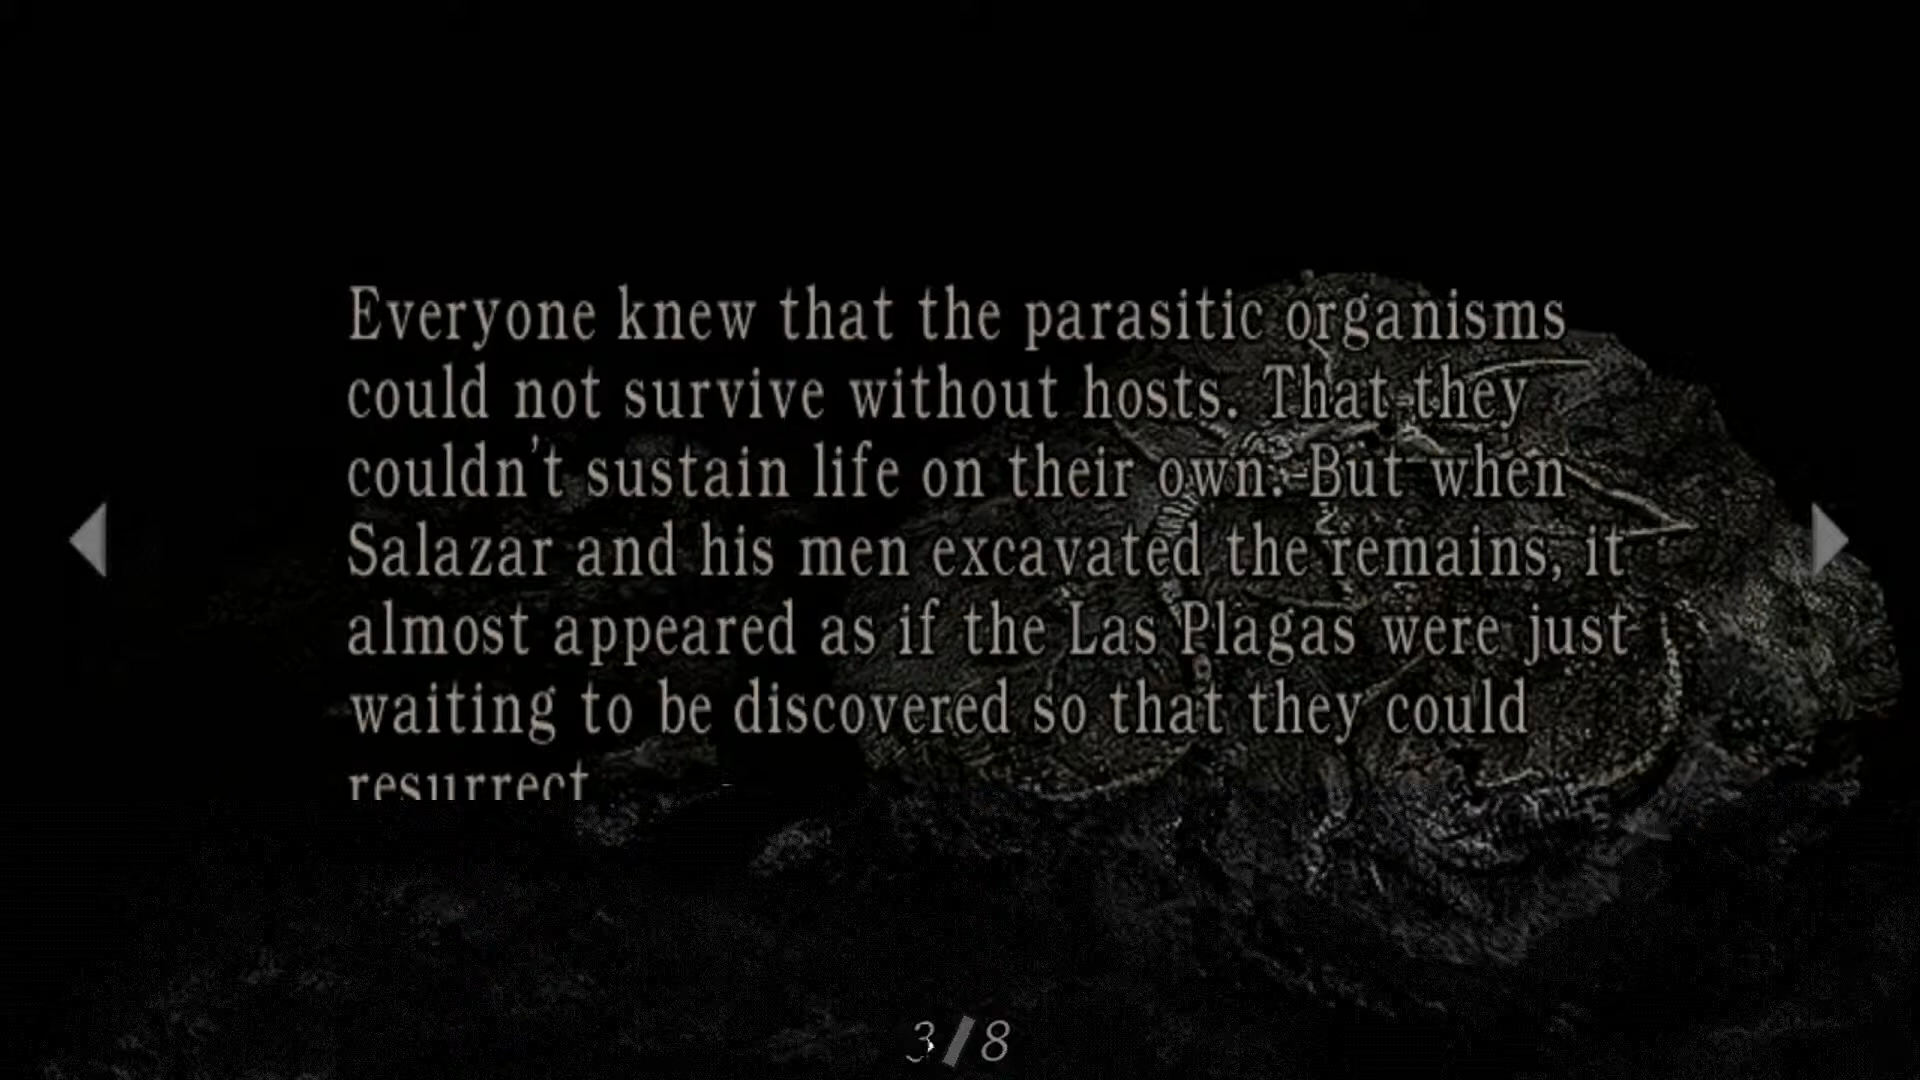 Everyone knew that the parasitic organisms
could not survive without hosts. That they
couldn't sustain life on their own. But when
Salazar and his men excavated the remains, it
almost appeared as if the Las Plagas were just
waiting to be discovered so that they could
resurrect
3/8